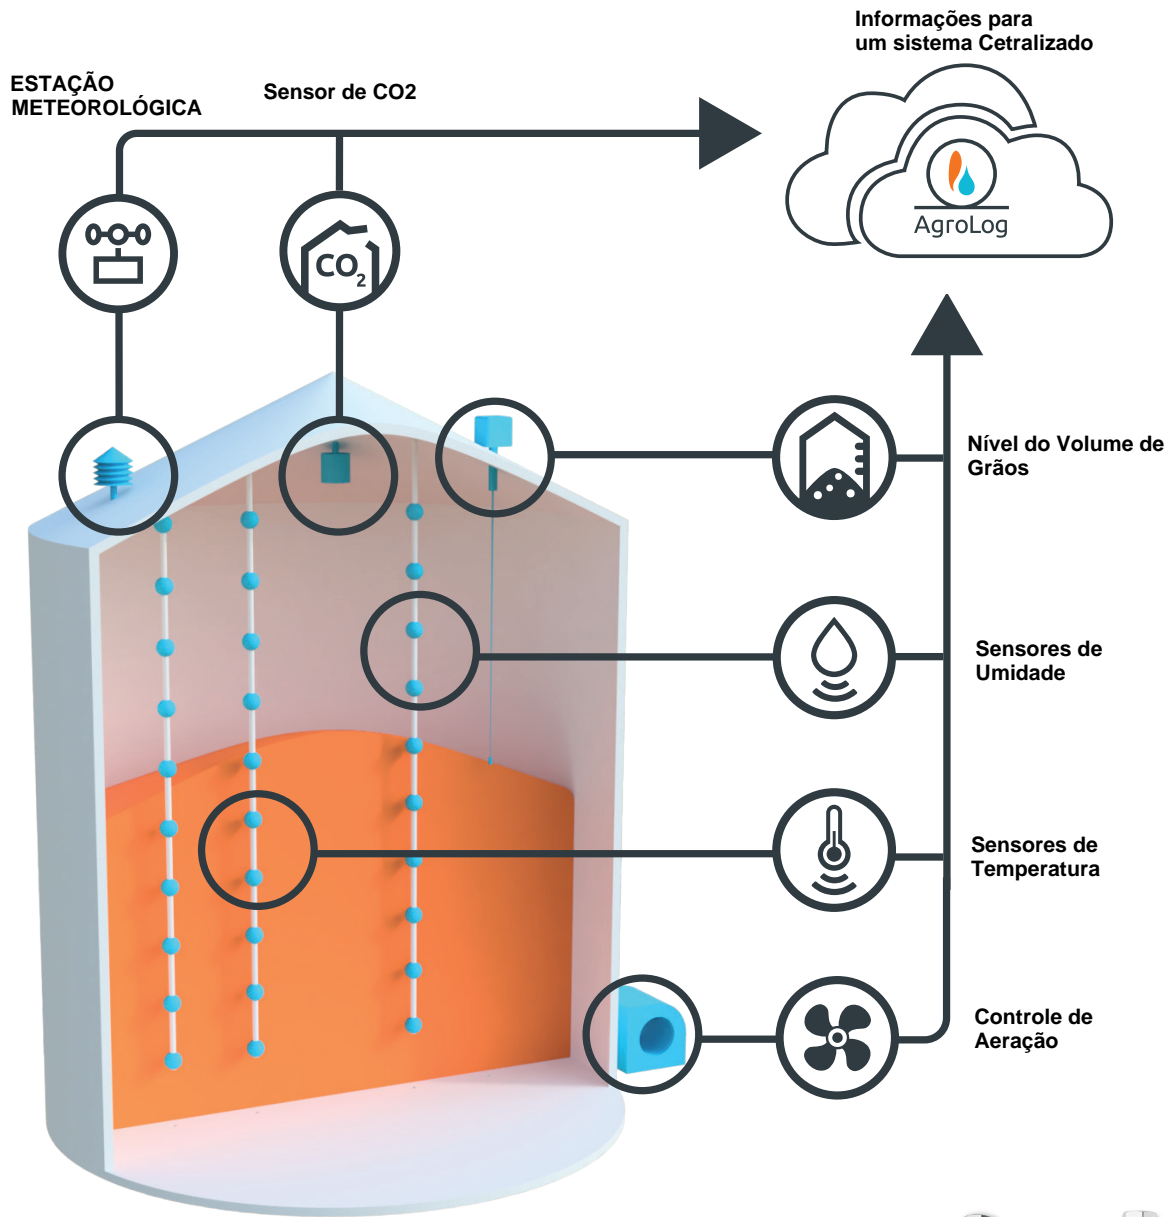 Informações para
um sistema Cetralizado
ESTAÇÃO
METEOROLÓGICA
Sensor de CO2
CO2
AgroLog
Nível do Volume de
Grãos
Sensores de
Umidade
Sensores de
Temperatura
Controle de
Aeração